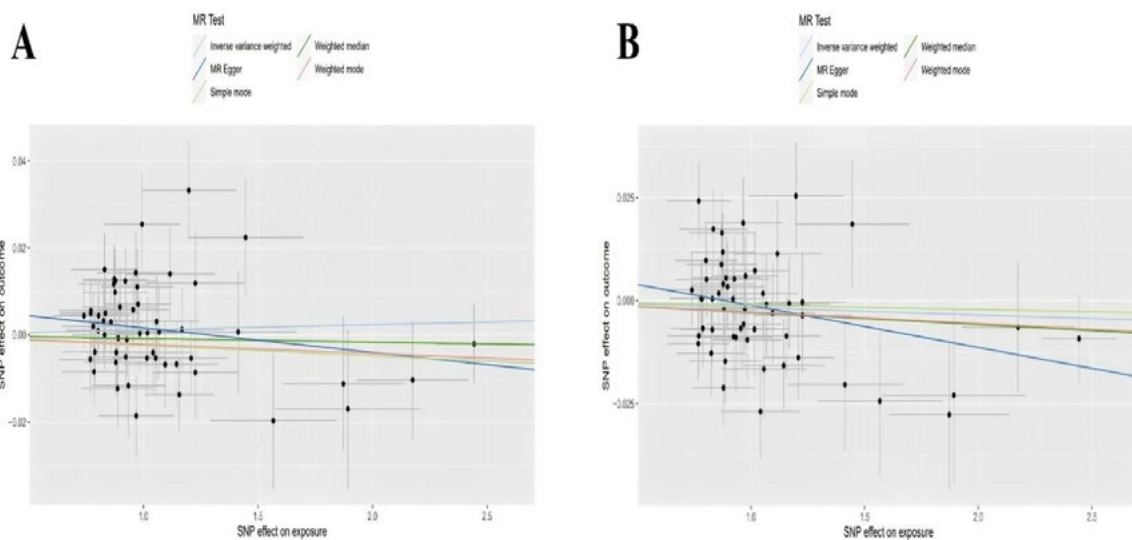 A
MR Test
Inverse variance weighted
Weighted median
MR Egger
Weighted mode
Simple mode
SNP effect on outcome
0.04
0.02
0.00
−0.02
1.0
1.5
2.0
2.5
SNP effect on exposure
B
MR Test
Inverse variance weighted
Weighted median
MR Egger
Weighted mode
Simple mode
SNP effect on outcome
0.025
0.000
−0.025
1.0
1.5
2.0
2.5
SNP effect on exposure